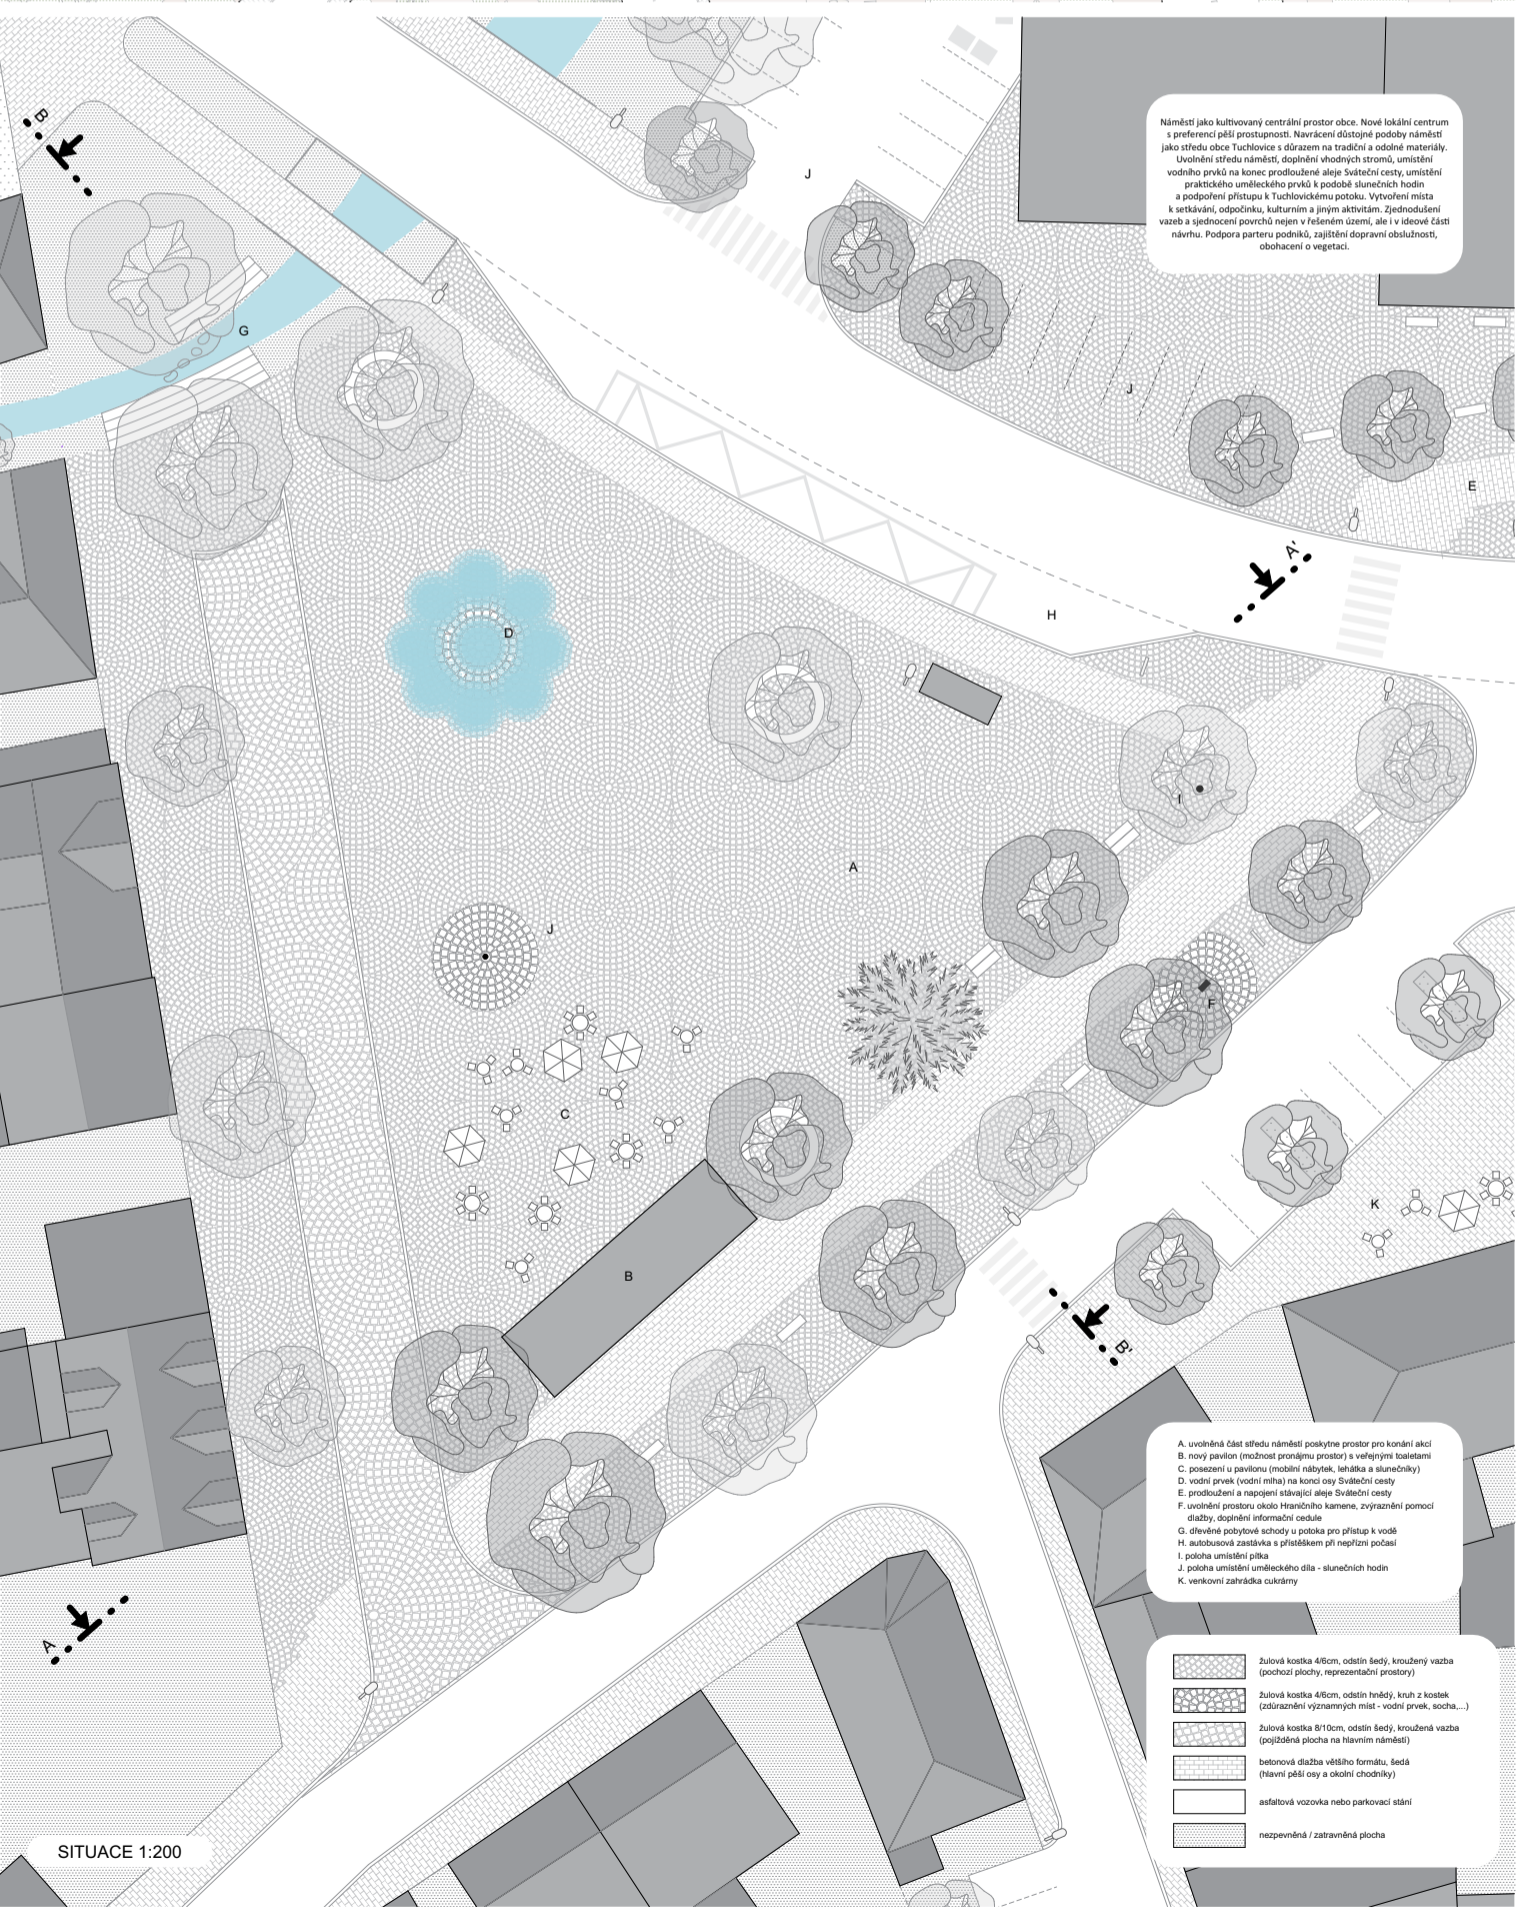 B
J
Náměstí jako kultivovaný centrální prostor obce. Nové lokální centrum
s preferencí pěší prostupnosti. Navrácení důstojné podoby náměstí
jako středu obce Tuchlovice s důrazem na tradiční a odolné materiály.
Uvolnění středu náměstí, doplnění vhodných stromů, umístění
vodního prvků na konec prodloužené aleje Sváteční cesty, umístění
praktického uměleckého prvků k podobě slunečních hodin
a podpoření přístupu k Tuchlovickému potoku. Vytvoření místa
k setkávání, odpočinku, kulturním a jiným aktivitám. Zjednodušení
vazeb a sjednocení povrchů nejen v řešeném území, ale i v ideové části
návrhu. Podpora parteru podniků, zajištění dopravní obslužnosti,
obohacení o vegetaci.
G
J
E
A'
H
D
I
A
J
F
C
K
B
B'
A. uvolněná část středu náměstí poskytne prostor pro konání akcí
B. nový pavilon (možnost pronájmu prostor) s veřejnými toaletami
C. posezení u pavilonu (mobilní nábytek, lehátka a slunečníky)
D. vodní prvek (vodní mlha) na konci osy Sváteční cesty
E. prodloužení a napojení stávající aleje Sváteční cesty
F. uvolnění prostoru okolo Hraničního kamene, zvýraznění pomocí
dlažby, doplnění informační cedule
G. dřevěné pobytové schody u potoka pro přístup k vodě
H. autobusová zastávka s přístěškem při nepřízni počasí
I. poloha umístění pítka
J. poloha umístění uměleckého díla - slunečních hodin
K. venkovní zahrádka cukrárny
A
žulová kostka 4/6cm, odstín šedý, kroužený vazba
(pochozí plochy, reprezentační prostory)
žulová kostka 4/6cm, odstín hnědý, kruh z kostek
(zdůraznění významných míst - vodní prvek, socha,...)
žulová kostka 8/10cm, odstín šedý, kroužená vazba
(pojížděná plocha na hlavním náměstí)
betonová dlažba většího formátu, šedá
(hlavní pěší osy a okolní chodníky)
asfaltová vozovka nebo parkovací stání
nezpevněná / zatravněná plocha
SITUACE 1:200